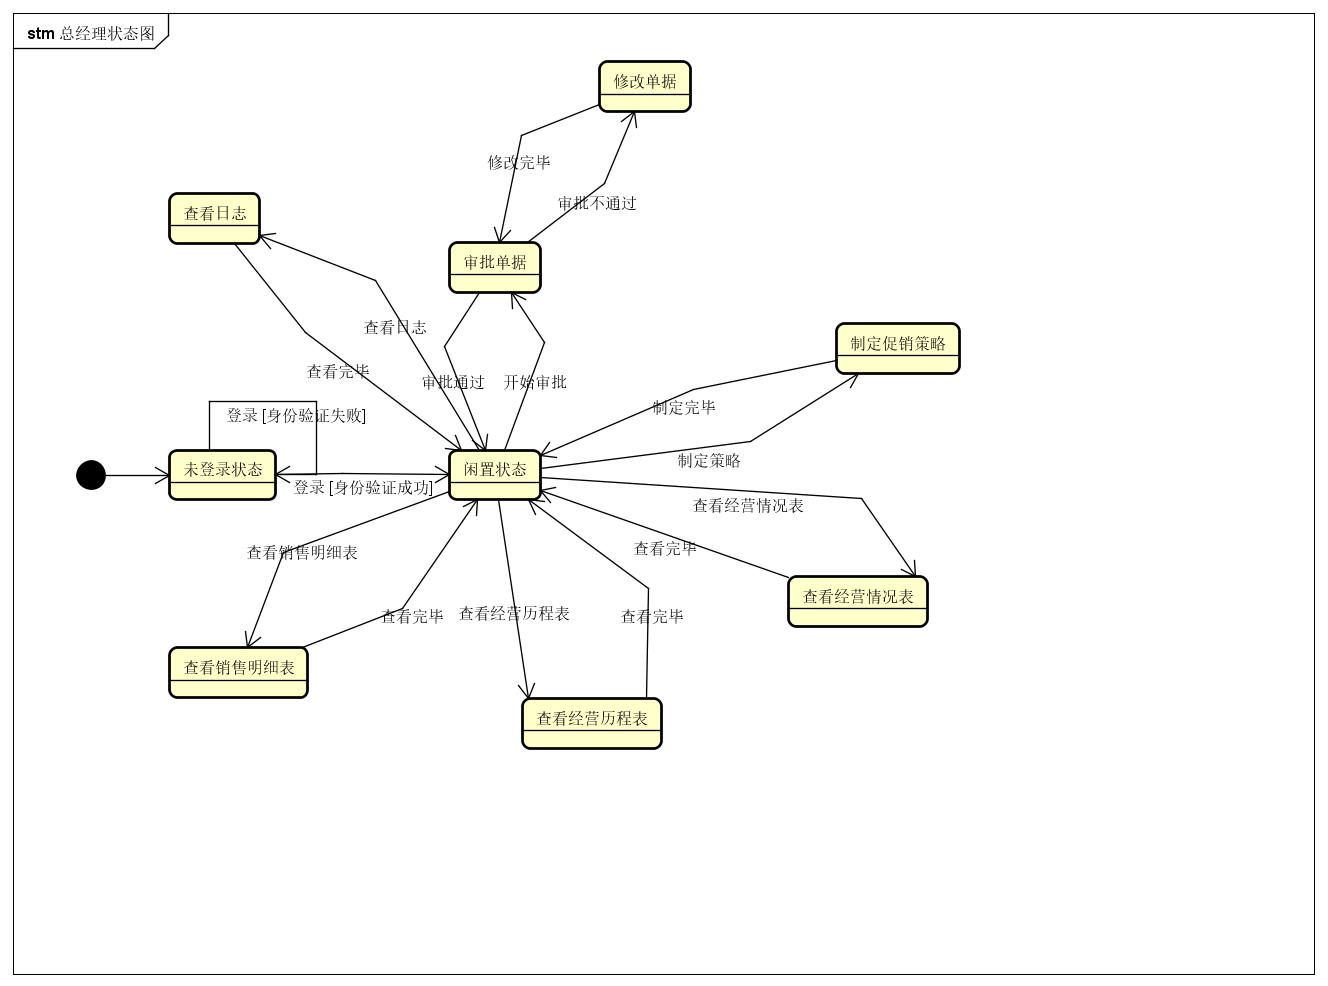 stm 总经理状态图
修改单据
修改完毕
审批不通过
查看日志
审批单据
查看日志
制定促销策略
查看完毕
审批通过
开始审批
制定完毕
登录 [身份验证失败]
制定策略
未登录状态
闲置状态
登录 [身份验证成功]
查看经营情况表
查看销售明细表
查看完毕
查看经营情况表
查看完毕
查看经营历程表
查看完毕
查看销售明细表
查看经营历程表